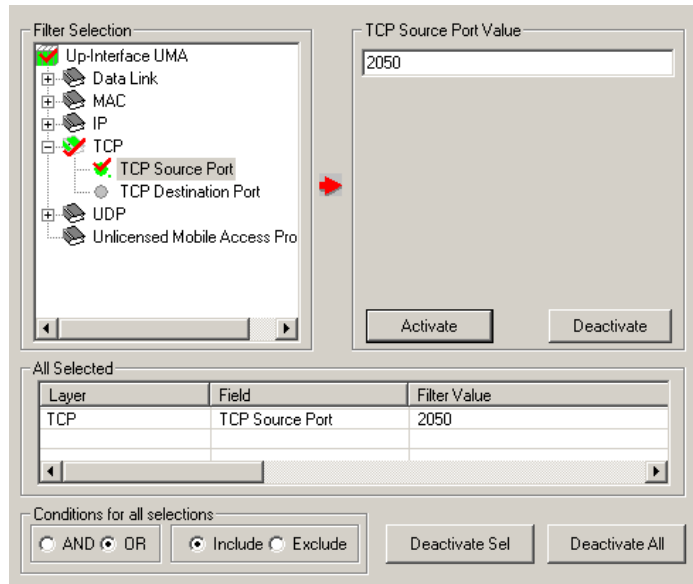 Filter Selection
Up-Interface UMA
Data Link
MAC
IP
TCP
TCP Source Port
TCP Destination Port
UDP
Unlicensed Mobile Access Pro
TCP Source Port Value
2050
Activate
Deactivate
All Selected
Layer Field Filter Value
TCP TCP Source Port 2050
Conditions for all selections
AND OR Include Exclude
Deactivate Sel
Deactivate All